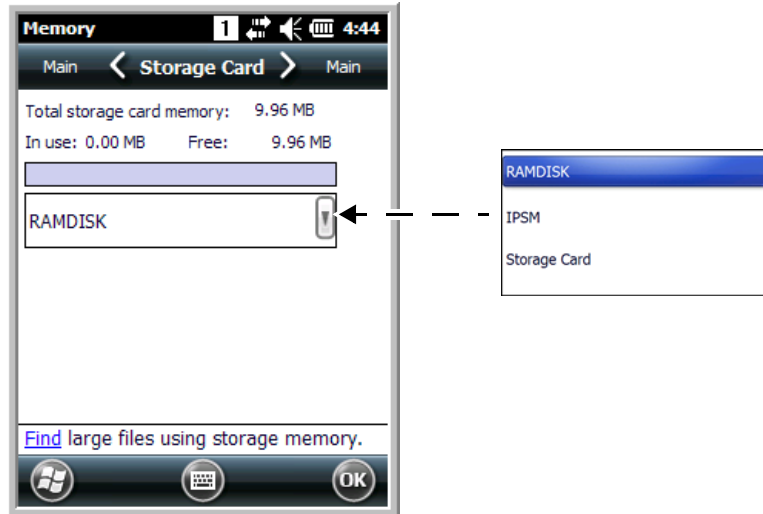 Memory 1 4:44
Main Storage Card Main
Total storage card memory: 9.96 MB
In use: 0.00 MB Free: 9.96 MB
RAMDISK
Find large files using storage memory.
OK
RAMDISK
IPSM
Storage Card